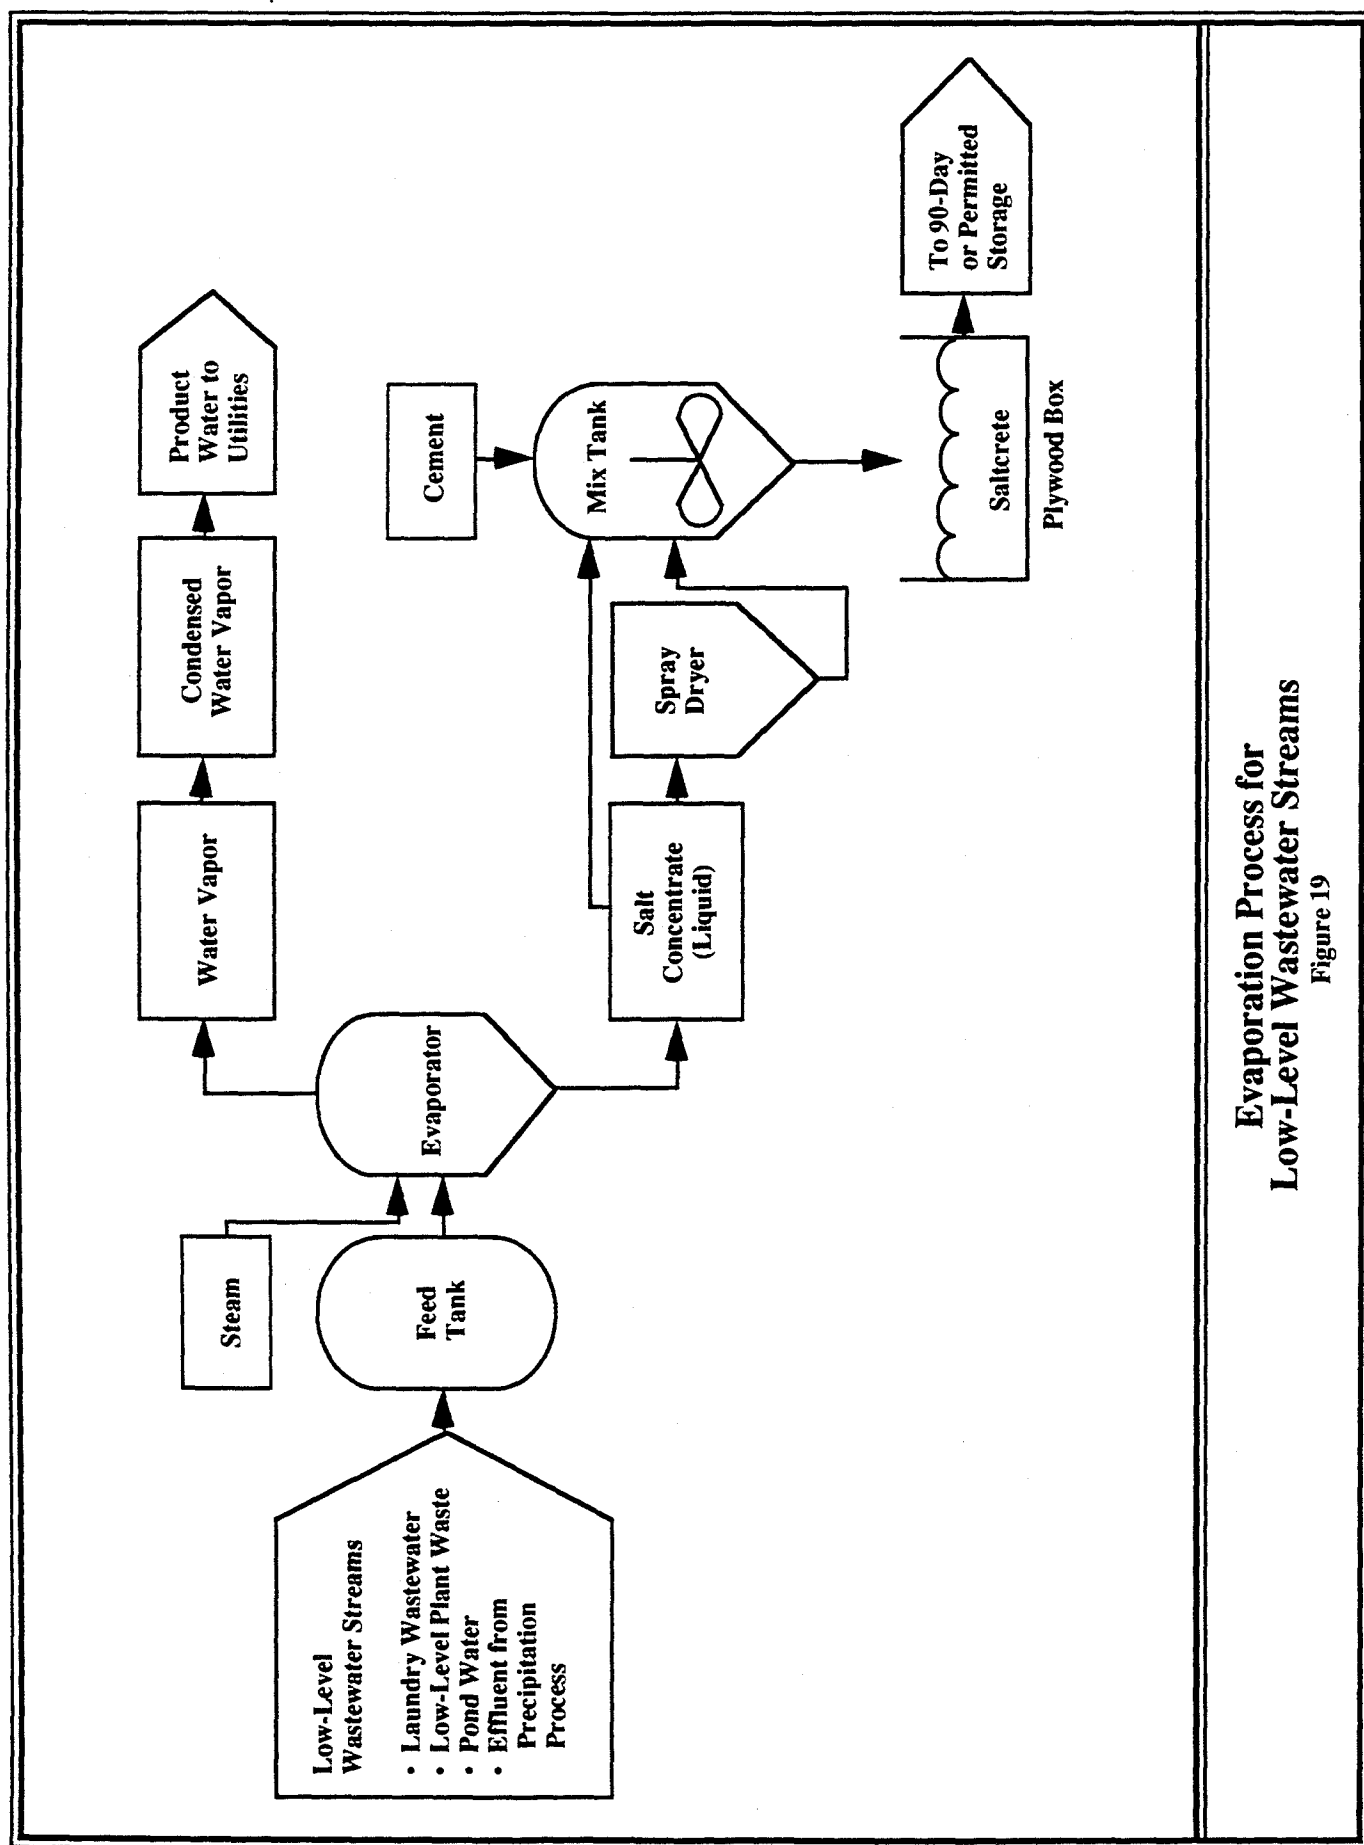 Low-Level
Wastewater Streams
• Laundry Wastewater
• Low-Level Plant Waste
• Pond Water
• Effluent from
Precipitation
Process
Steam
Feed
Tank
Evaporator
Water Vapor
Condensed
Water Vapor
Product
Water to
Utilities
Salt
Concentrate
(Liquid)
Spray
Dryer
Cement
Mix Tank
Saltcrete
Plywood Box
To 90-Day
or Permitted
Storage
Evaporation Process for
Low-Level Wastewater Streams
Figure 19